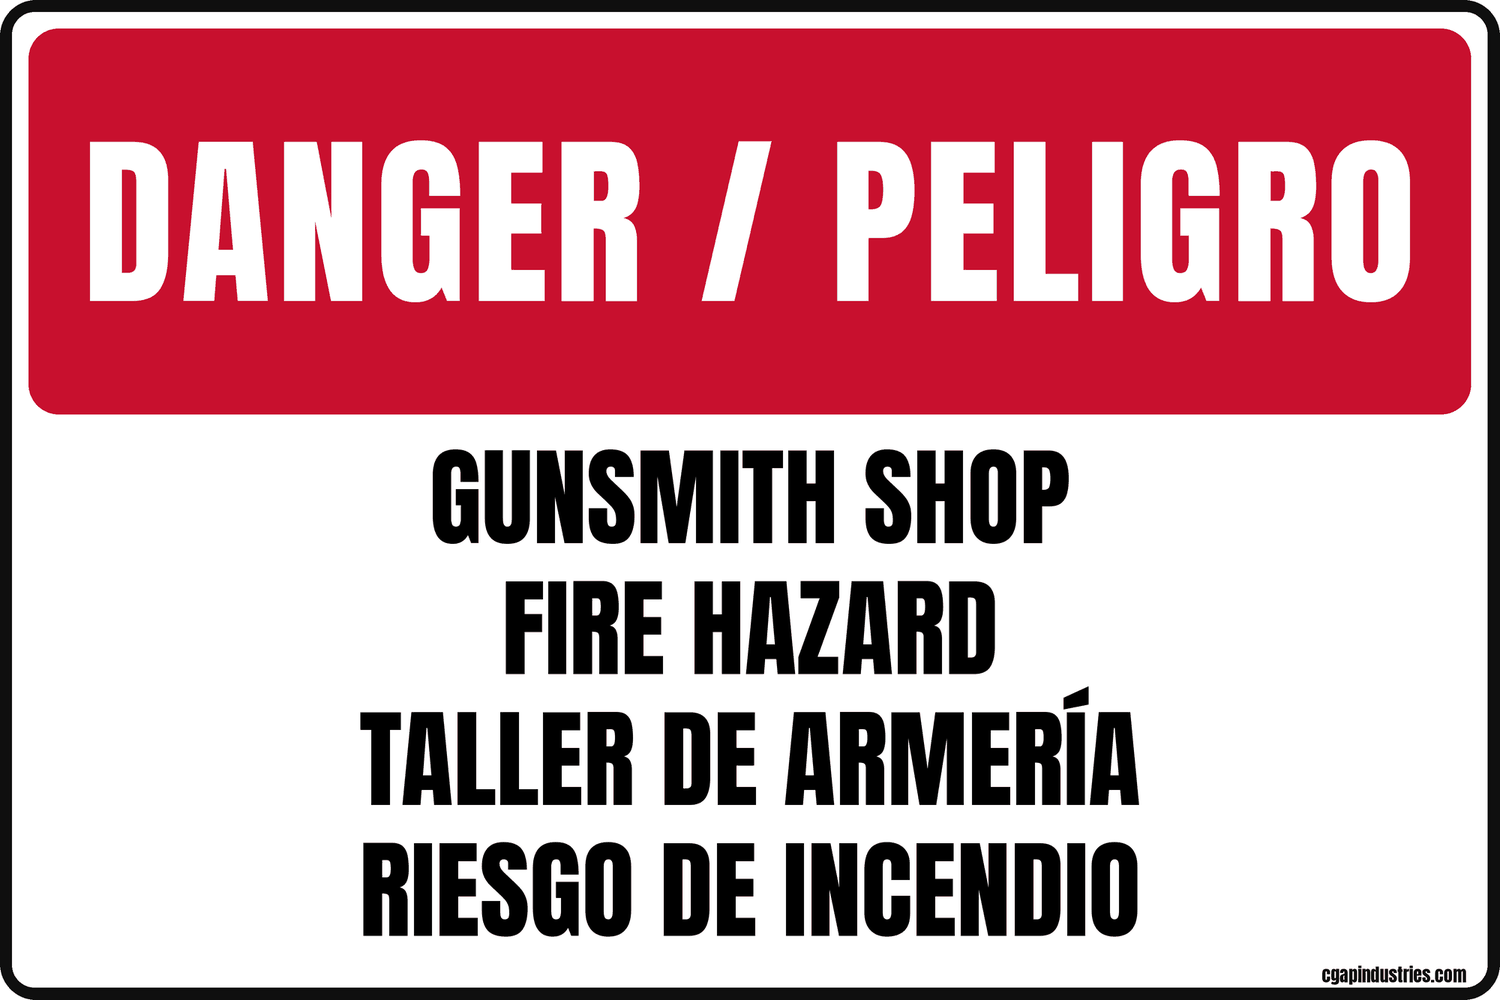 DANGER / PELIGRO
GUNSMITH SHOP
FIRE HAZARD
TALLER DE ARMERÍA
RIESGO DE INCENDIO
cgapindustries.com